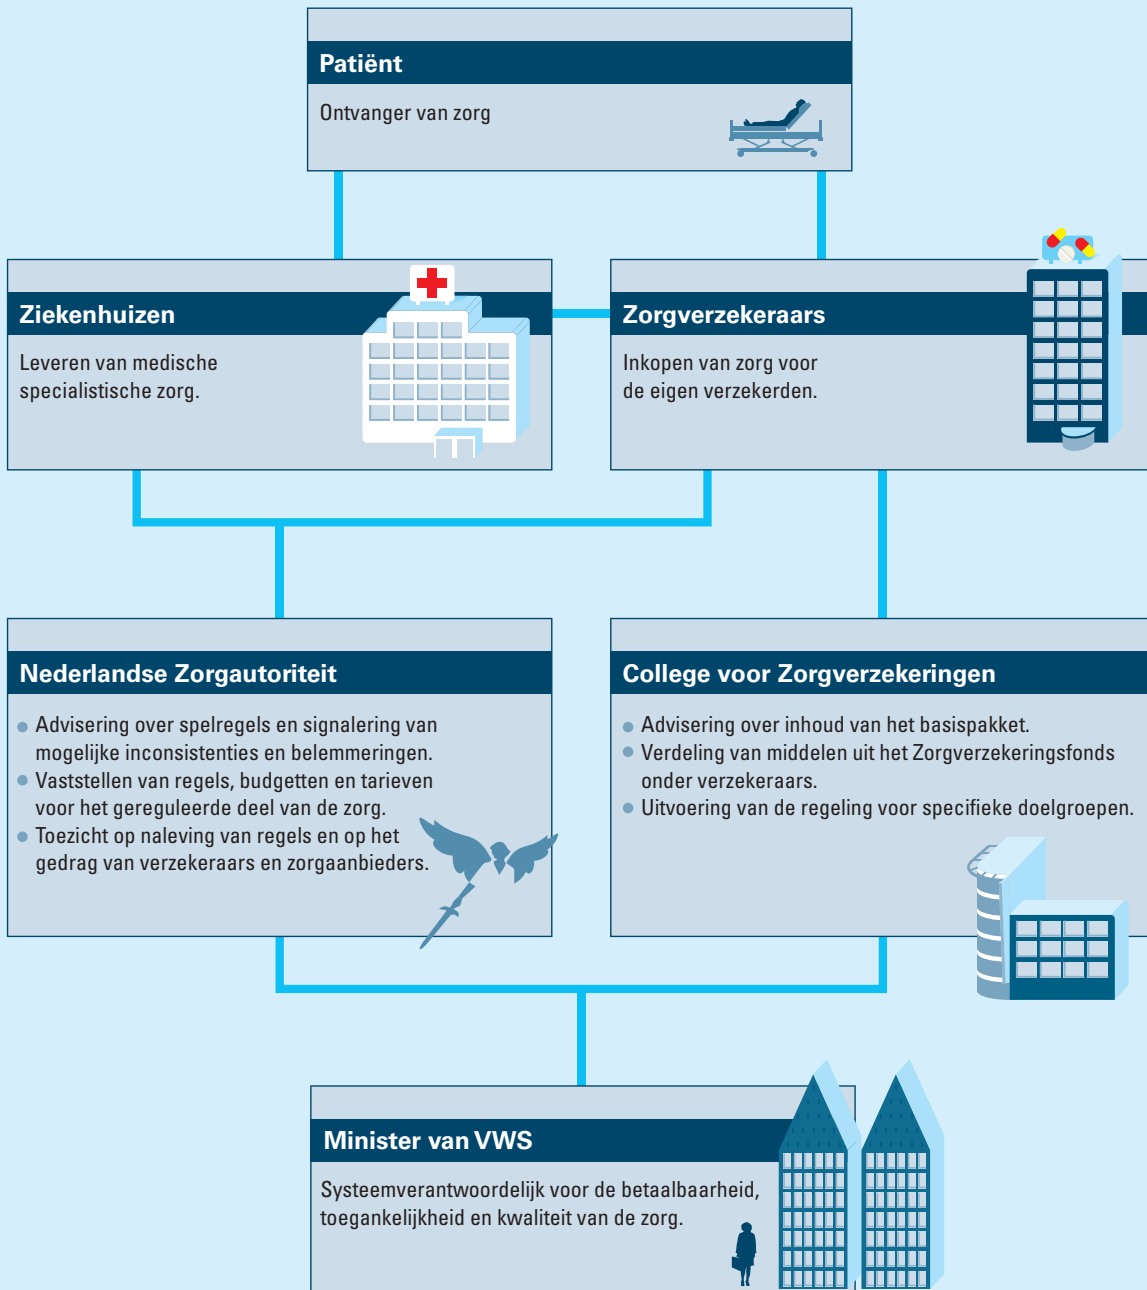 Patiënt
Ontvanger van zorg
Ziekenhuizen
Leveren van medische
specialistische zorg.
Zorgverzekeraars
Inkopen van zorg voor
de eigen verzekerden.
Nederlandse Zorgautoriteit
• Advisering over spelregels en signalering van
mogelijke inconsistenties en belemmeringen.
• Vaststellen van regels, budgetten en tarieven
voor het gereguleerde deel van de zorg.
• Toezicht op naleving van regels en op het
gedrag van verzekeraars en zorgaanbieders.
College voor Zorgverzekeringen
• Advisering over inhoud van het basispakket.
• Verdeling van middelen uit het Zorgverzekeringsfonds
onder verzekeraars.
• Uitvoering van de regeling voor specifieke doelgroepen.
Minister van VWS
Systeemverantwoordelijk voor de betaalbaarheid,
toegankelijkheid en kwaliteit van de zorg.